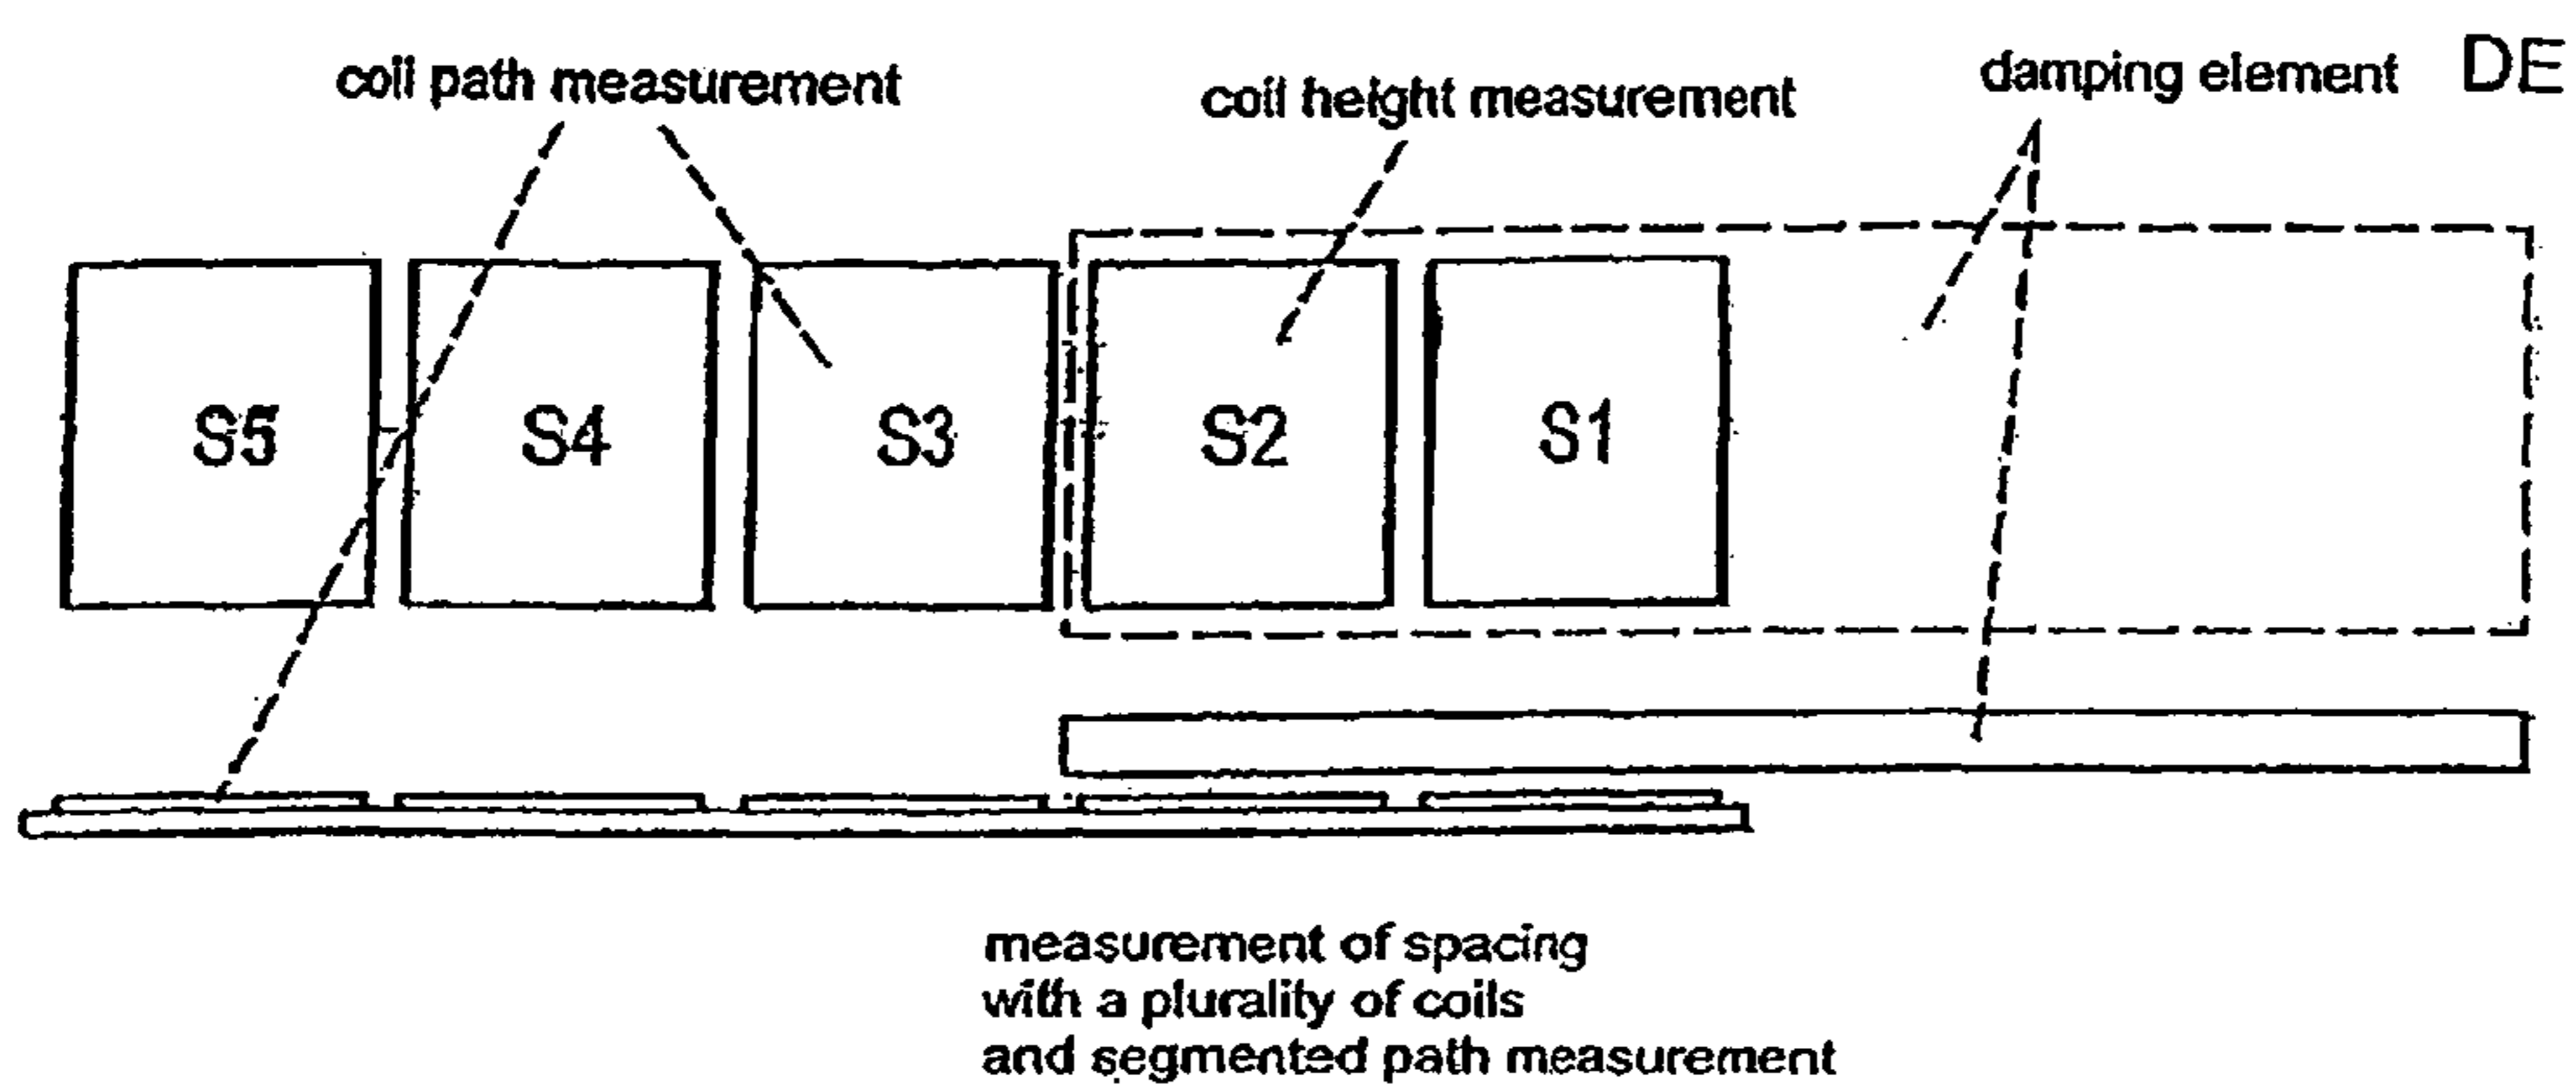 coil path measurement
coil height measurement
damping element DE
S5 S4 S3 S2 S1
measurement of spacing
with a plurality of coils
and segmented path measurement